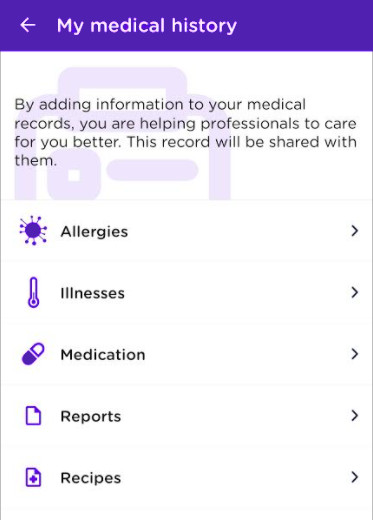 My medical history
By adding information to your medical
records, you are helping professionals to care
for you better. This record will be shared with
them.
Allergies
Illnesses
Medication
Reports
Recipes